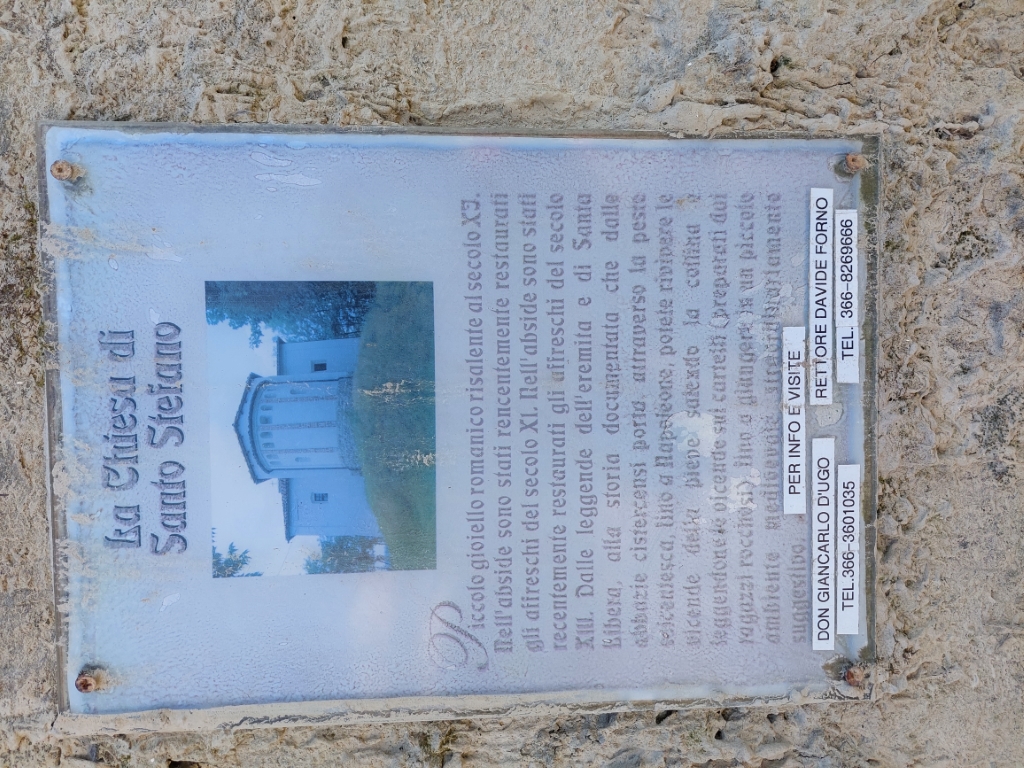 La Chiesa di
Santo Stefano
Piccolo gioiello romanico risalente al secolo XI.
Nell'abside sono stati rencentemente restaurati
gli affreschi del secolo XI. Nell'abside sono stati
recentemente restaurati gli affreschi del secolo
XIII. Dalle leggende dell'eremita e di Santa
Libera, alla storia documentata che dalle
abbazie cistercensi porta, attraverso la peste
fino a Napoleone, potete rivivere le
vicende della pieve salendo la collina e
leggendone le vicende sui cartelli preparati dai
ragazzi rocchesi, fino a giungere in un piccolo
ambiente
suggestivo.
PER INFO E VISITE
DON GIANCARLO D'UGO
TEL.366-3601035
RETTORE DAVIDE FORNO
TEL. 366-8269666